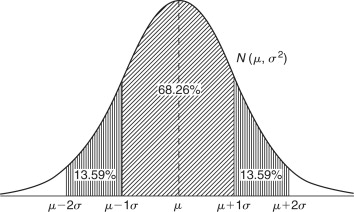 N(μ, σ²)
68.26%
13.59% 13.59%
μ−2σ μ−1σ μ μ+1σ μ+2σ